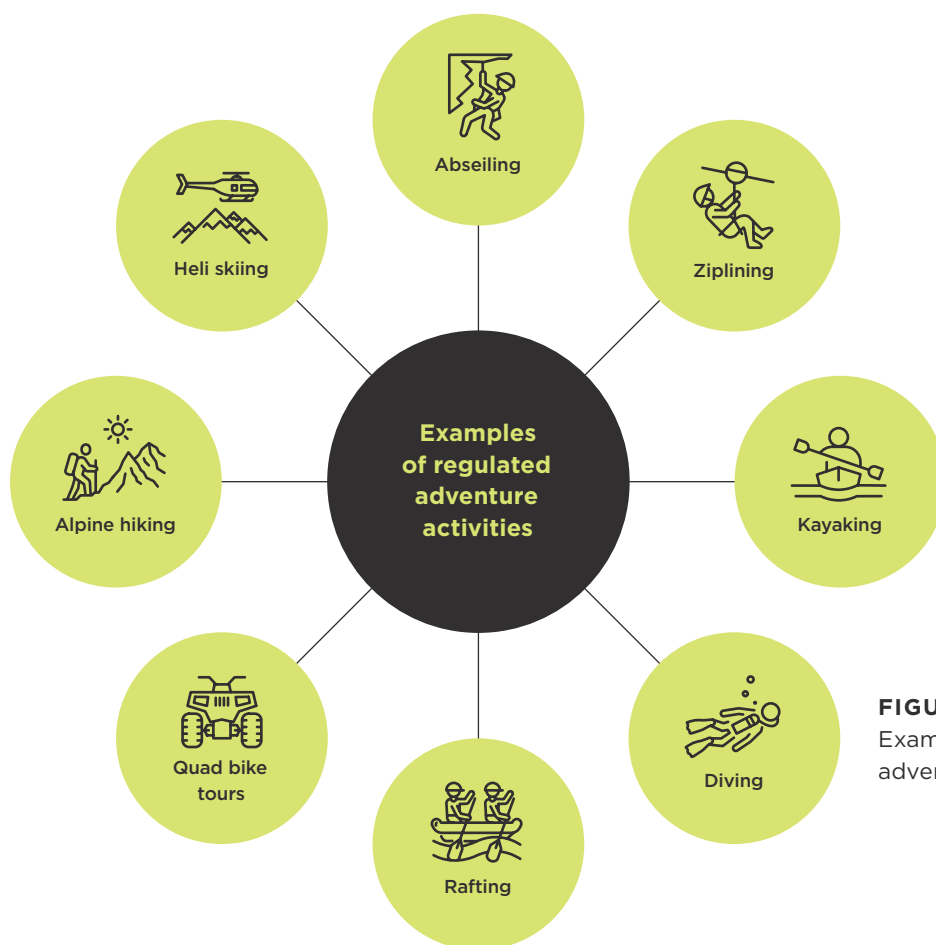 Abseiling
Ziplining
Kayaking
Diving
Rafting
Quad bike
tours
Alpine hiking
Heli skiing
Examples
of regulated
adventure
activities